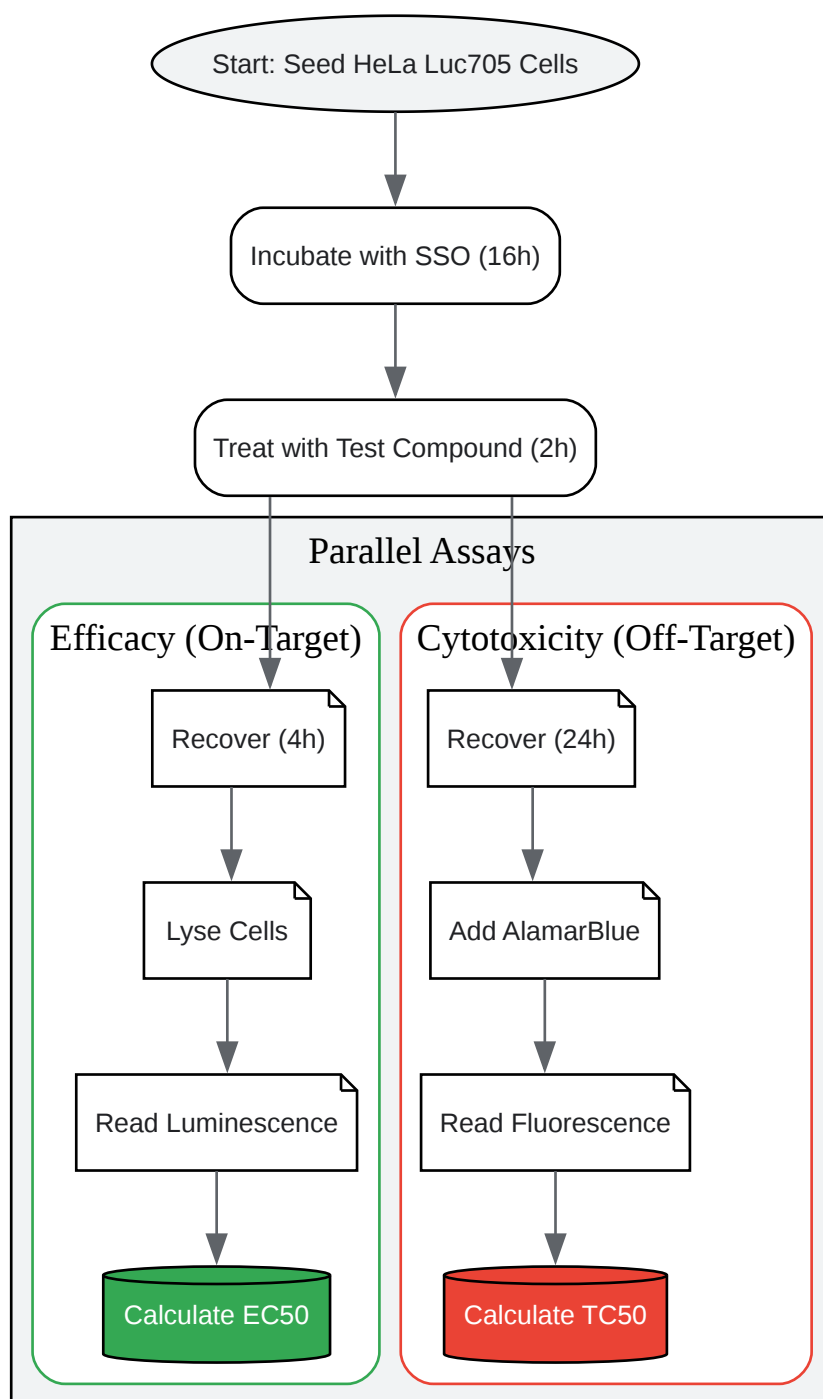 Start: Seed HeLa Luc705 Cells
Incubate with SSO (16h)
Treat with Test Compound (2h)
Parallel Assays
Efficacy (On-Target)
Cytotoxicity (Off-Target)
Recover (4h)
Recover (24h)
Lyse Cells
Add AlamarBlue
Read Luminescence
Read Fluorescence
Calculate EC50
Calculate TC50